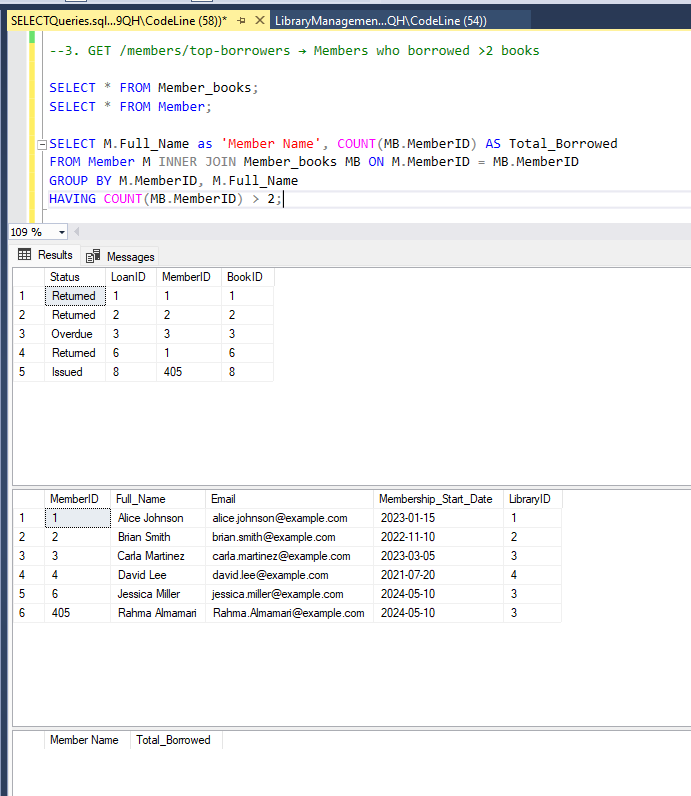 SELECTQueries.sql...9QH\CodeLine (58))* LibraryManagemen...QH\CodeLine (54))
--3. GET /members/top-borrowers → Members who borrowed >2 books
SELECT * FROM Member_books;
SELECT * FROM Member;
SELECT M.Full_Name as 'Member Name', COUNT(MB.MemberID) AS Total_Borrowed
FROM Member M INNER JOIN Member_books MB ON M.MemberID = MB.MemberID
GROUP BY M.MemberID, M.Full_Name
HAVING COUNT(MB.MemberID) > 2;
109 %
Results Messages
Status LoanID MemberID BookID
1 Returned 1 1 1
2 Returned 2 2 2
3 Overdue 3 3 3
4 Returned 6 1 6
5 Issued 8 405 8
MemberID Full_Name Email Membership_Start_Date LibraryID
1 1 Alice Johnson alice.johnson@example.com 2023-01-15 1
2 2 Brian Smith brian.smith@example.com 2022-11-10 2
3 3 Carla Martinez carla.martinez@example.com 2023-03-05 3
4 4 David Lee david.lee@example.com 2021-07-20 4
5 6 Jessica Miller jessica.miller@example.com 2024-05-10 3
6 405 Rahma Almamari Rahma.Almamari@example.com 2024-05-10 3
Member Name Total_Borrowed